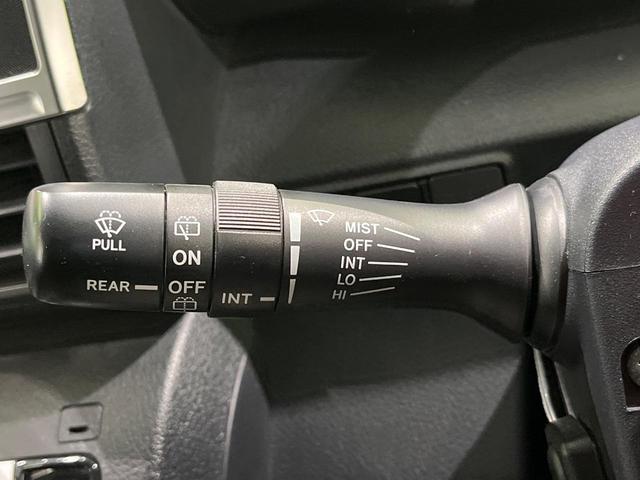 PULL
REAR
ON
OFF
INT
MIST
OFF
INT
LO
HI